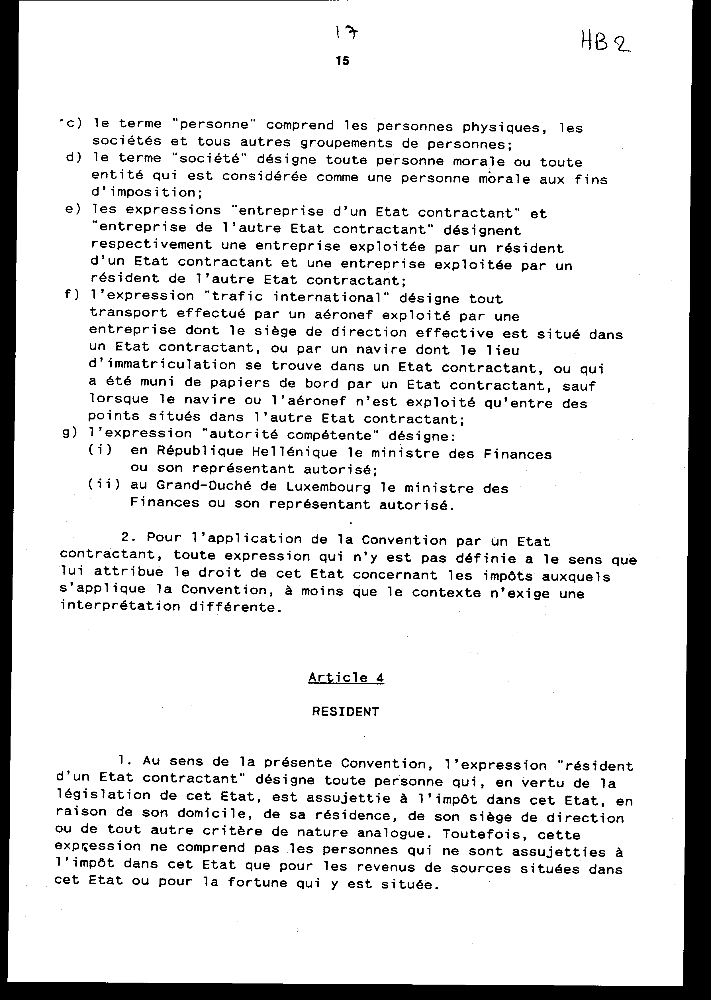 17
HB 2
15
c) le terme "personne" comprend les personnes physiques, les
sociétés et tous autres groupements de personnes;
d) le terme "société" désigne toute personne morale ou toute
entité qui est considérée comme une personne morale aux fins
d'imposition;
e) les expressions "entreprise d'un Etat contractant" et
"entreprise de l'autre Etat contractant" désignent
respectivement une entreprise exploitée par un résident
d'un Etat contractant et une entreprise exploitée par un
résident de l'autre Etat contractant;
f) l'expression "trafic international" désigne tout
transport effectué par un aéronef exploité par une
entreprise dont le siège de direction effective est situé dans
un Etat contractant, ou par un navire dont le lieu
d'immatriculation se trouve dans un Etat contractant, ou qui
a été muni de papiers de bord par un Etat contractant, sauf
lorsque le navire ou l'aéronef n'est exploité qu'entre des
points situés dans l'autre Etat contractant;
g) l'expression "autorité compétente" désigne:
(i) en République Hellénique le ministre des Finances
ou son représentant autorisé;
(ii) au Grand-Duché de Luxembourg le ministre des
Finances ou son représentant autorisé.
2. Pour l'application de la Convention par un Etat
contractant, toute expression qui n'y est pas définie a le sens que
lui attribue le droit de cet Etat concernant les impôts auxquels
s'applique la Convention, à moins que le contexte n'exige une
interprétation différente.
Article 4
RESIDENT
1. Au sens de la présente Convention, l'expression "résident
d'un Etat contractant" désigne toute personne qui, en vertu de la
législation de cet Etat, est assujettie à l'impôt dans cet Etat, en
raison de son domicile, de sa résidence, de son siège de direction
ou de tout autre critère de nature analogue. Toutefois, cette
expression ne comprend pas les personnes qui ne sont assujetties à
l'impôt dans cet Etat que pour les revenus de sources situées dans
cet Etat ou pour la fortune qui y est située.